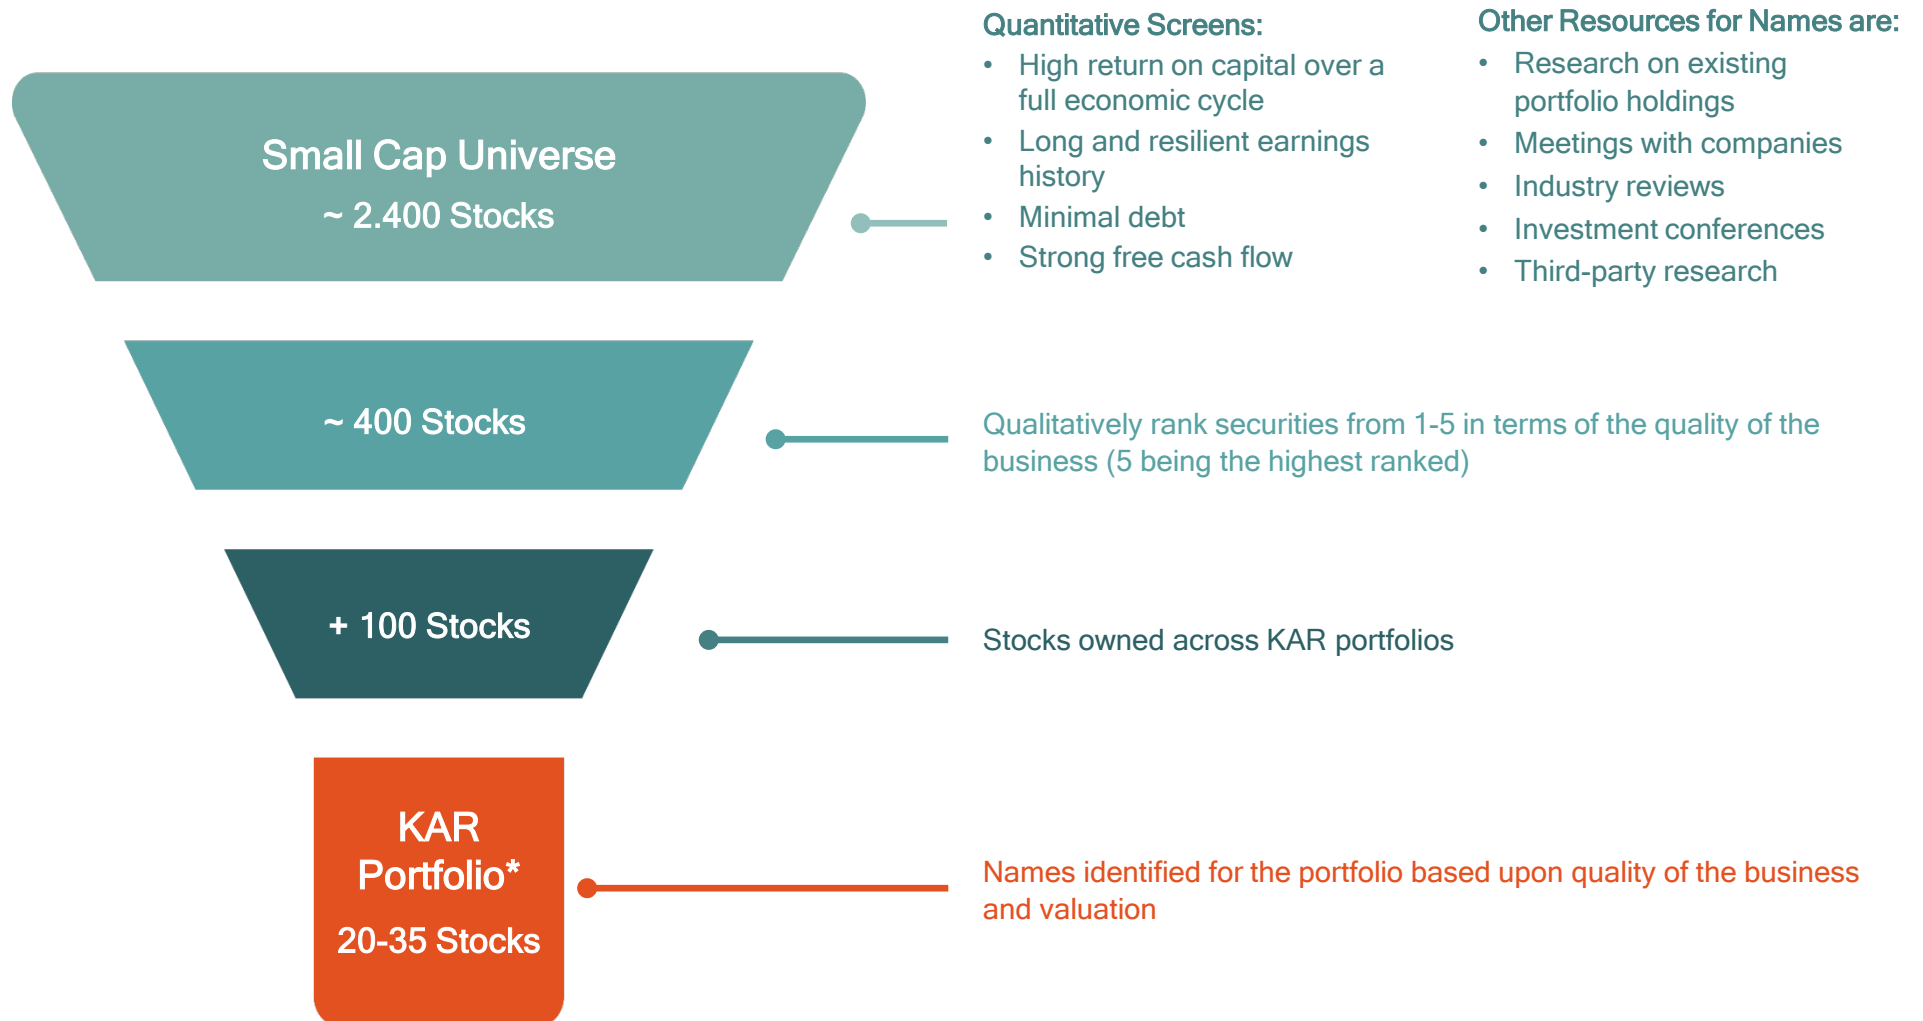 Small Cap Universe
~ 2.400 Stocks
Quantitative Screens:
• High return on capital over a
full economic cycle
• Long and resilient earnings
history
• Minimal debt
• Strong free cash flow
Other Resources for Names are:
• Research on existing
portfolio holdings
• Meetings with companies
• Industry reviews
• Investment conferences
• Third-party research
~ 400 Stocks
Qualitatively rank securities from 1-5 in terms of the quality of the
business (5 being the highest ranked)
+ 100 Stocks
Stocks owned across KAR portfolios
KAR
Portfolio*
20-35 Stocks
Names identified for the portfolio based upon quality of the business
and valuation